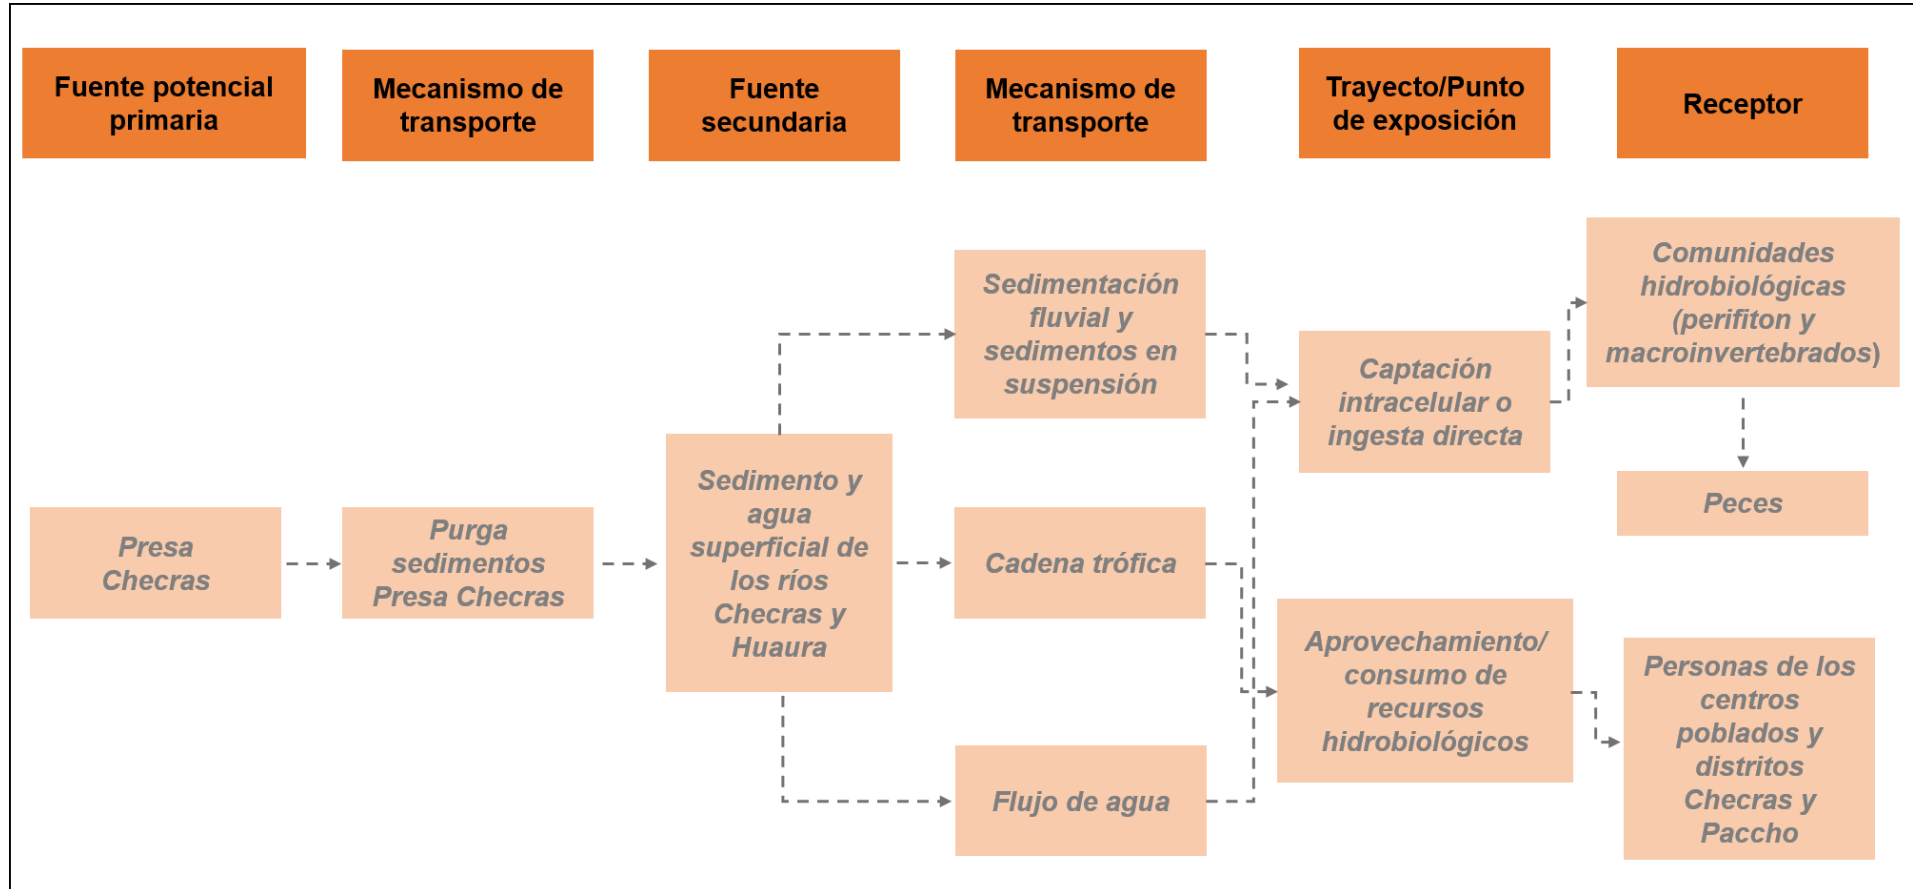 Fuente potencial
primaria
Mecanismo de
transporte
Fuente
secundaria
Mecanismo de
transporte
Trayecto/Punto
de exposición
Receptor
Presa
Checras
Purga
sedimentos
Presa Checras
Sedimento y
agua
superficial de
los ríos
Checras y
Huaura
Sedimentación
fluvial y
sedimentos en
suspensión
Cadena trófica
Flujo de agua
Captación
intracelular o
ingesta directa
Aprovechamiento/
consumo de
recursos
hidrobiológicos
Comunidades
hidrobiológicas
(perifiton y
macroinvertebrados)
Peces
Personas de los
centros
poblados y
distritos
Checras y
Paccho